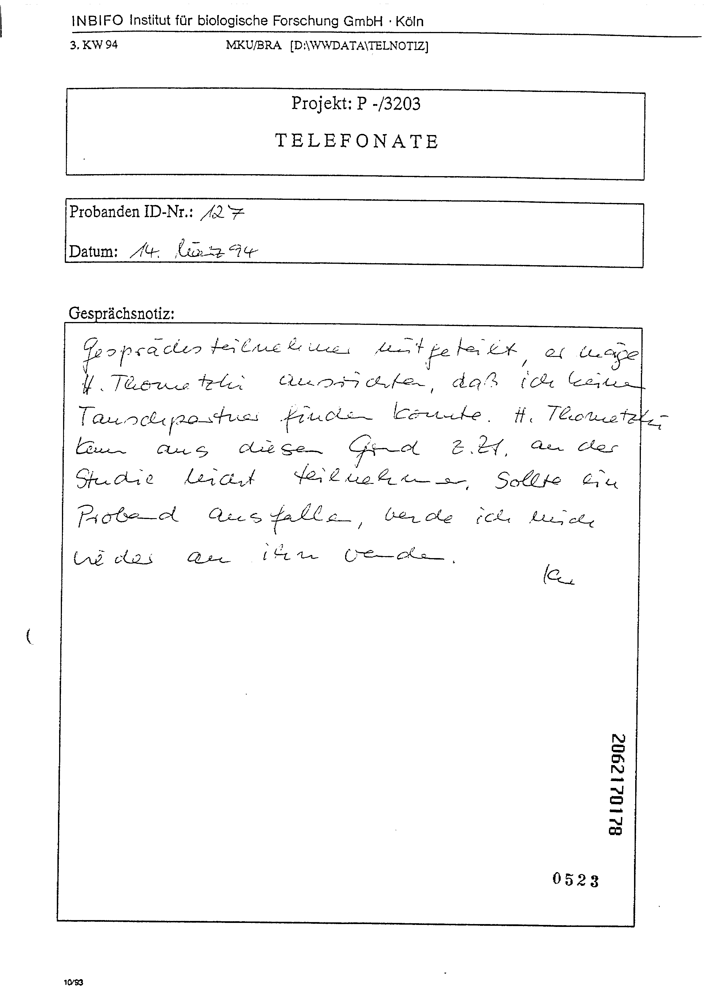 INBIFO Institut für biologische Forschung GmbH · Köln
3. KW 94 MKU/BRA [D:\WWDATA\TELNOTIZ]
Projekt: P -/3203
TELEFONATE
Probanden ID-Nr.: 127
Datum: 14. März 94
Gesprächsnotiz:
Gesprächsteilnehmer mitgeteilt, er möge
H. Thometzki ausrichten, daß ich keinen
Tauschpartner finden konnte. H. Thometzki
kann aus diesem Grund z.Zt. an der
Studie nicht teilnehmen. Sollte ein
Proband ausfallen, werde ich mich
wieder an ihn wenden.
2062170178
0523
10/93